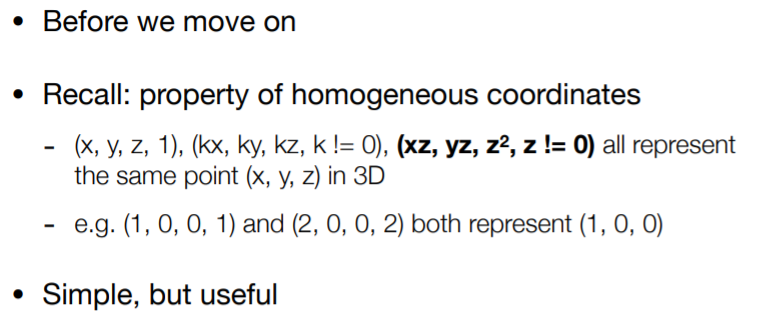 • Before we move on
• Recall: property of homogeneous coordinates
- (x, y, z, 1), (kx, ky, kz, k != 0), (xz, yz, z², z != 0) all represent
the same point (x, y, z) in 3D
- e.g. (1, 0, 0, 1) and (2, 0, 0, 2) both represent (1, 0, 0)
• Simple, but useful